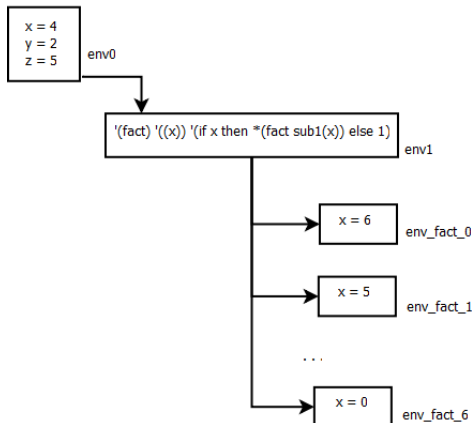 x = 4
y = 2
z = 5
env0
'(fact) '((x)) '(if x then *(fact sub1(x)) else 1)
env1
x = 6
env_fact_0
x = 5
env_fact_1
...
x = 0
env_fact_6